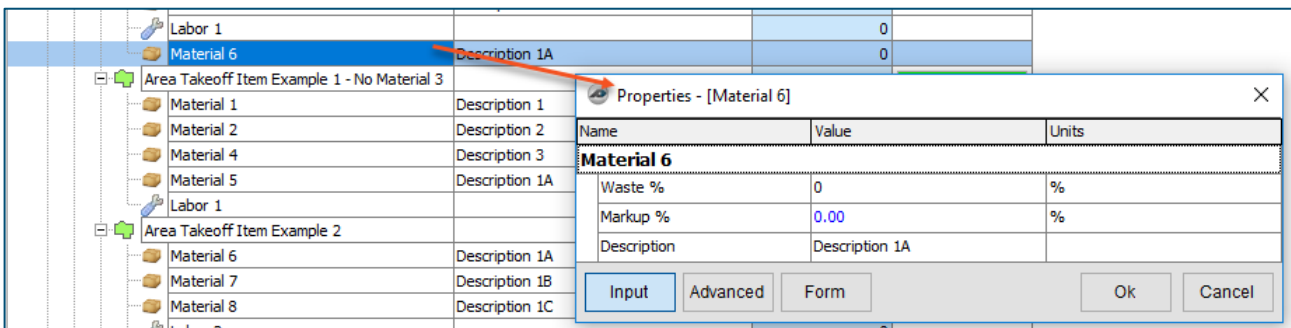 Labor 1 0
Material 6 Description 1A 0
Area Takeoff Item Example 1 - No Material 3
Material 1 Description 1
Material 2 Description 2
Material 4 Description 3
Material 5 Description 1A
Labor 1
Area Takeoff Item Example 2
Material 6 Description 1A
Material 7 Description 1B
Material 8 Description 1C
Properties - [Material 6]
Name Value Units
Material 6
Waste % 0 %
Markup % 0.00 %
Description Description 1A
Input Advanced Form Ok Cancel